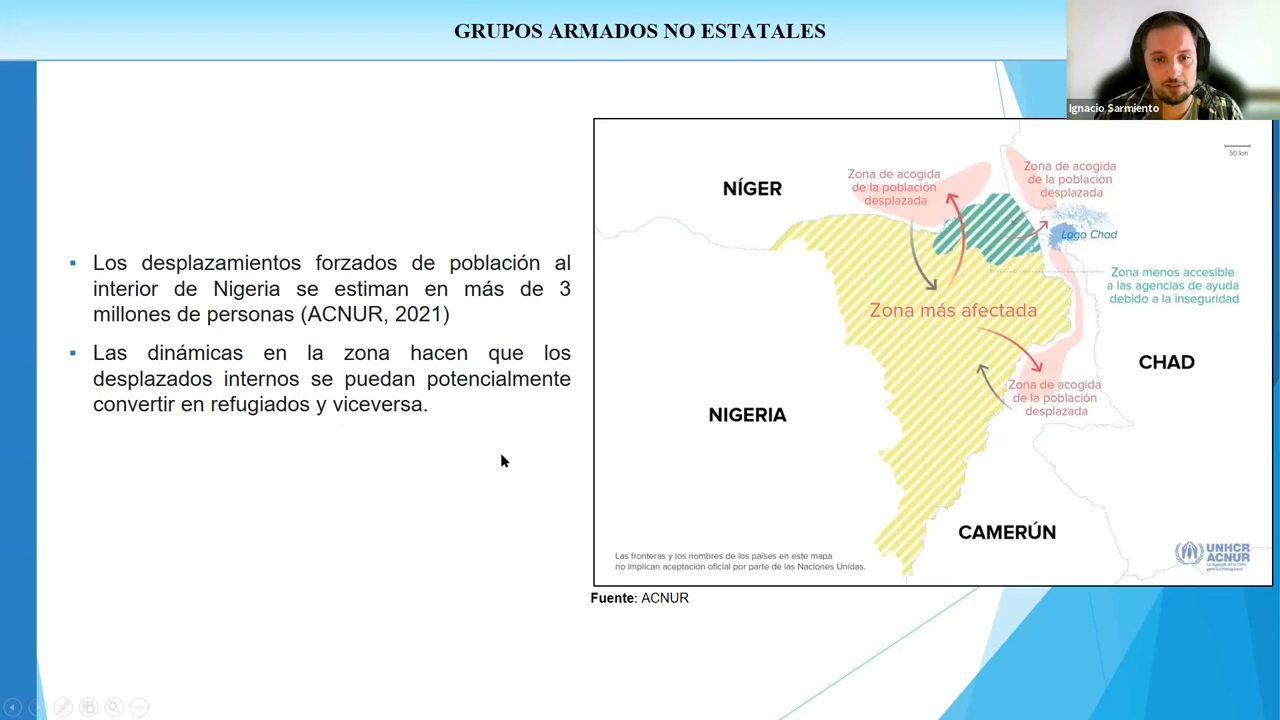 GRUPOS ARMADOS NO ESTATALES
Ignacio Sarmiento
▪ Los desplazamientos forzados de población al
interior de Nigeria se estiman en más de 3
millones de personas (ACNUR, 2021)
▪ Las dinámicas en la zona hacen que los
desplazados internos se puedan potencialmente
convertir en refugiados y viceversa.
50 km
NÍGER
Zona de acogida
de la población
desplazada
Zona de acogida
de la población
desplazada
Lago Chad
Zona menos accesible
a las agencias de ayuda
debido a la inseguridad
Zona más afectada
CHAD
Zona de acogida
de la población
desplazada
NIGERIA
CAMERÚN
Las fronteras y los nombres de los países en este mapa
no implican aceptación oficial por parte de las Naciones Unidas.
UNHCR
ACNUR
Fuente: ACNUR